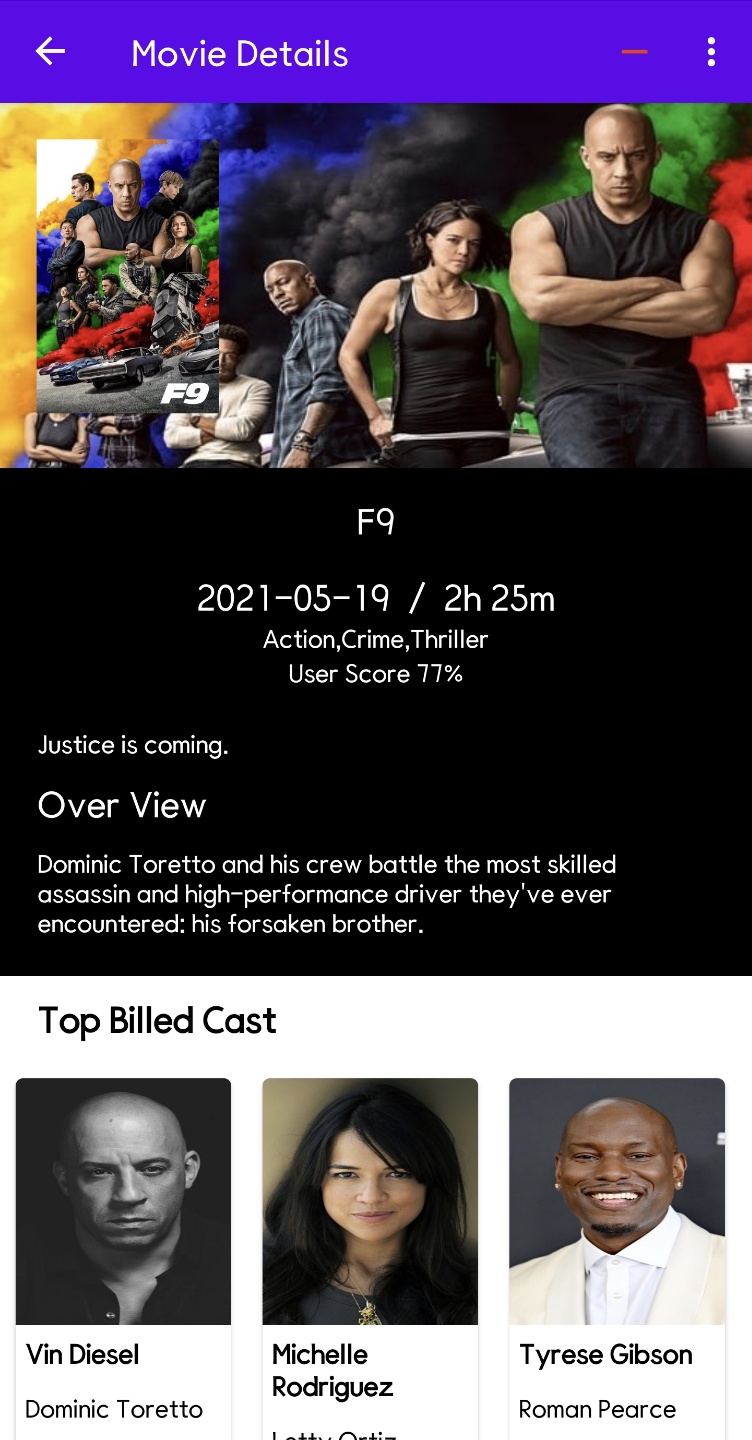 Movie Details
F9
F9
2021-05-19 / 2h 25m
Action,Crime,Thriller
User Score 77%
Justice is coming.
Over View
Dominic Toretto and his crew battle the most skilled
assassin and high-performance driver they've ever
encountered: his forsaken brother.
Top Billed Cast
Vin Diesel
Dominic Toretto
Michelle
Rodriguez
Letty Ortiz
Tyrese Gibson
Roman Pearce